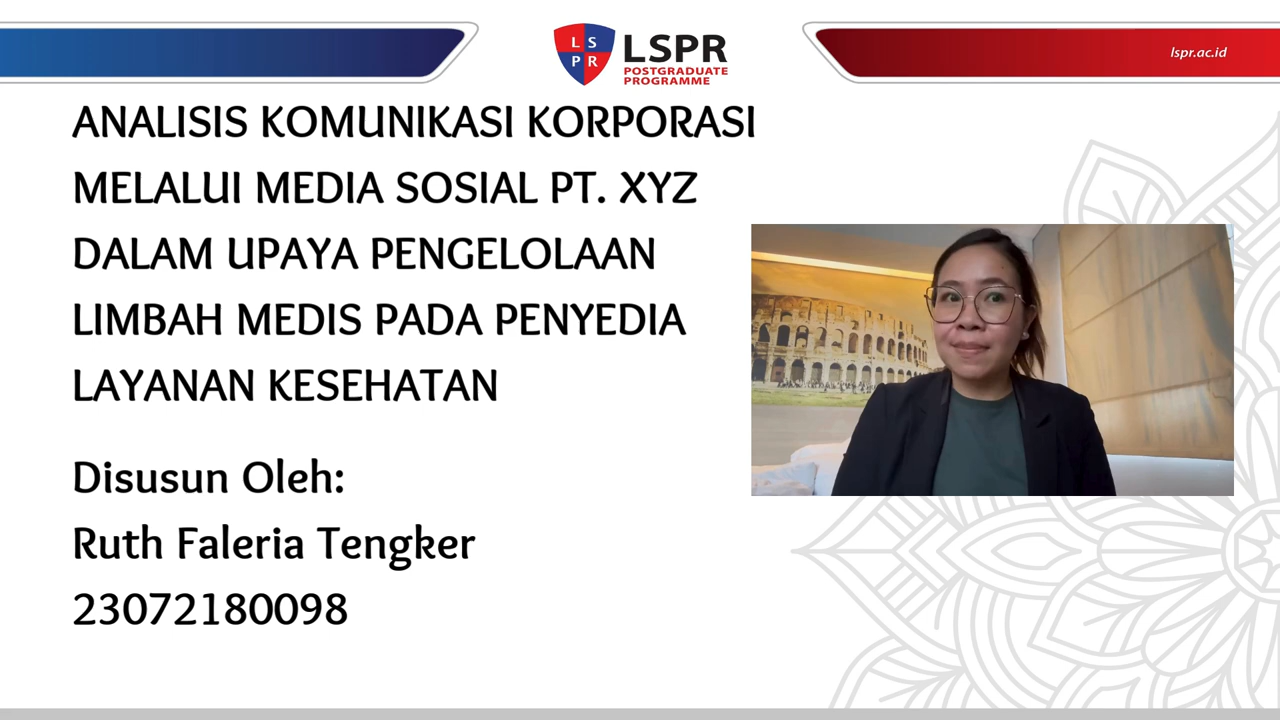 LSPR
LSPR
POSTGRADUATE
PROGRAMME
lspr.ac.id
ANALISIS KOMUNIKASI KORPORASI
MELALUI MEDIA SOSIAL PT. XYZ
DALAM UPAYA PENGELOLAAN
LIMBAH MEDIS PADA PENYEDIA
LAYANAN KESEHATAN
Disusun Oleh:
Ruth Faleria Tengker
23072180098